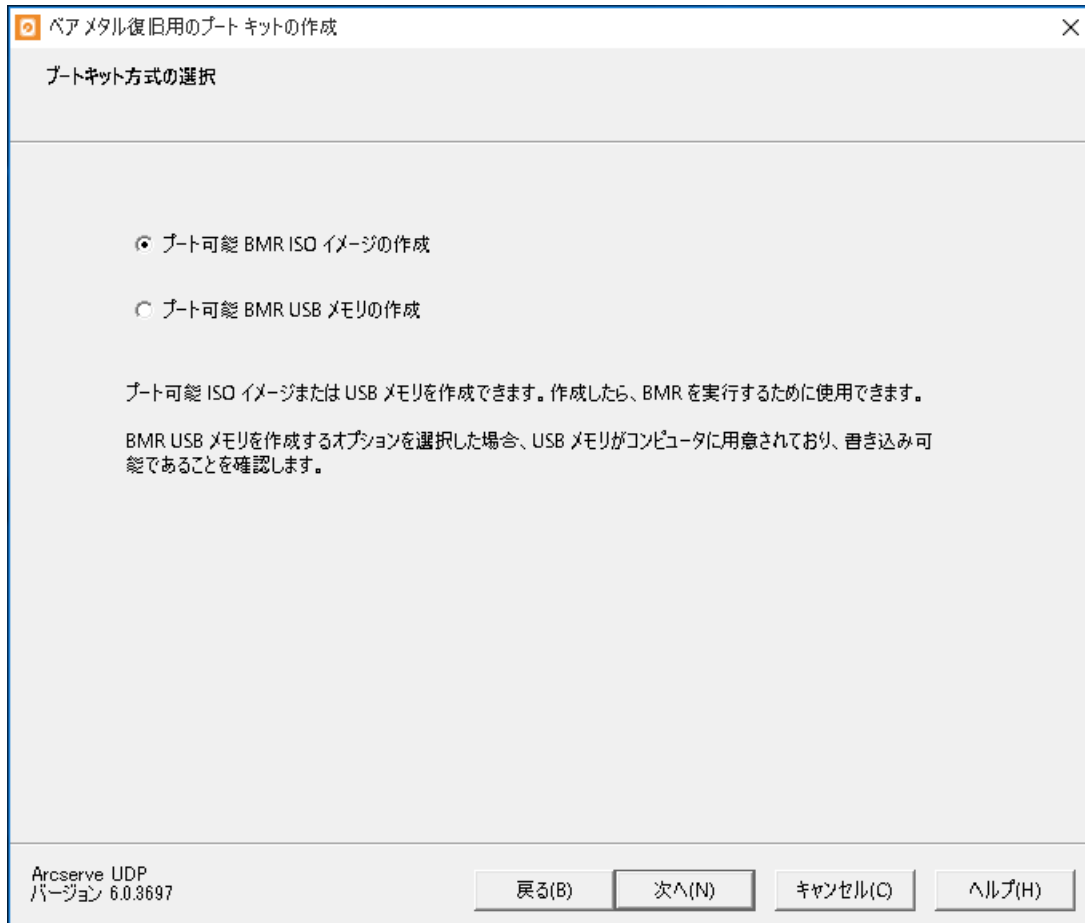 ベア メタル復旧用のブート キットの作成
ブートキット方式の選択
ブート可能 BMR ISO イメージの作成
ブート可能 BMR USB メモリの作成
ブート可能 ISO イメージまたは USB メモリを作成できます。作成したら、BMR を実行するために使用できます。
BMR USB メモリを作成するオプションを選択した場合、USB メモリがコンピュータに用意されており、書き込み可
能であることを確認します。
Arcserve UDP
バージョン 6.0.3697
戻る(B) 次へ(N) キャンセル(C) ヘルプ(H)